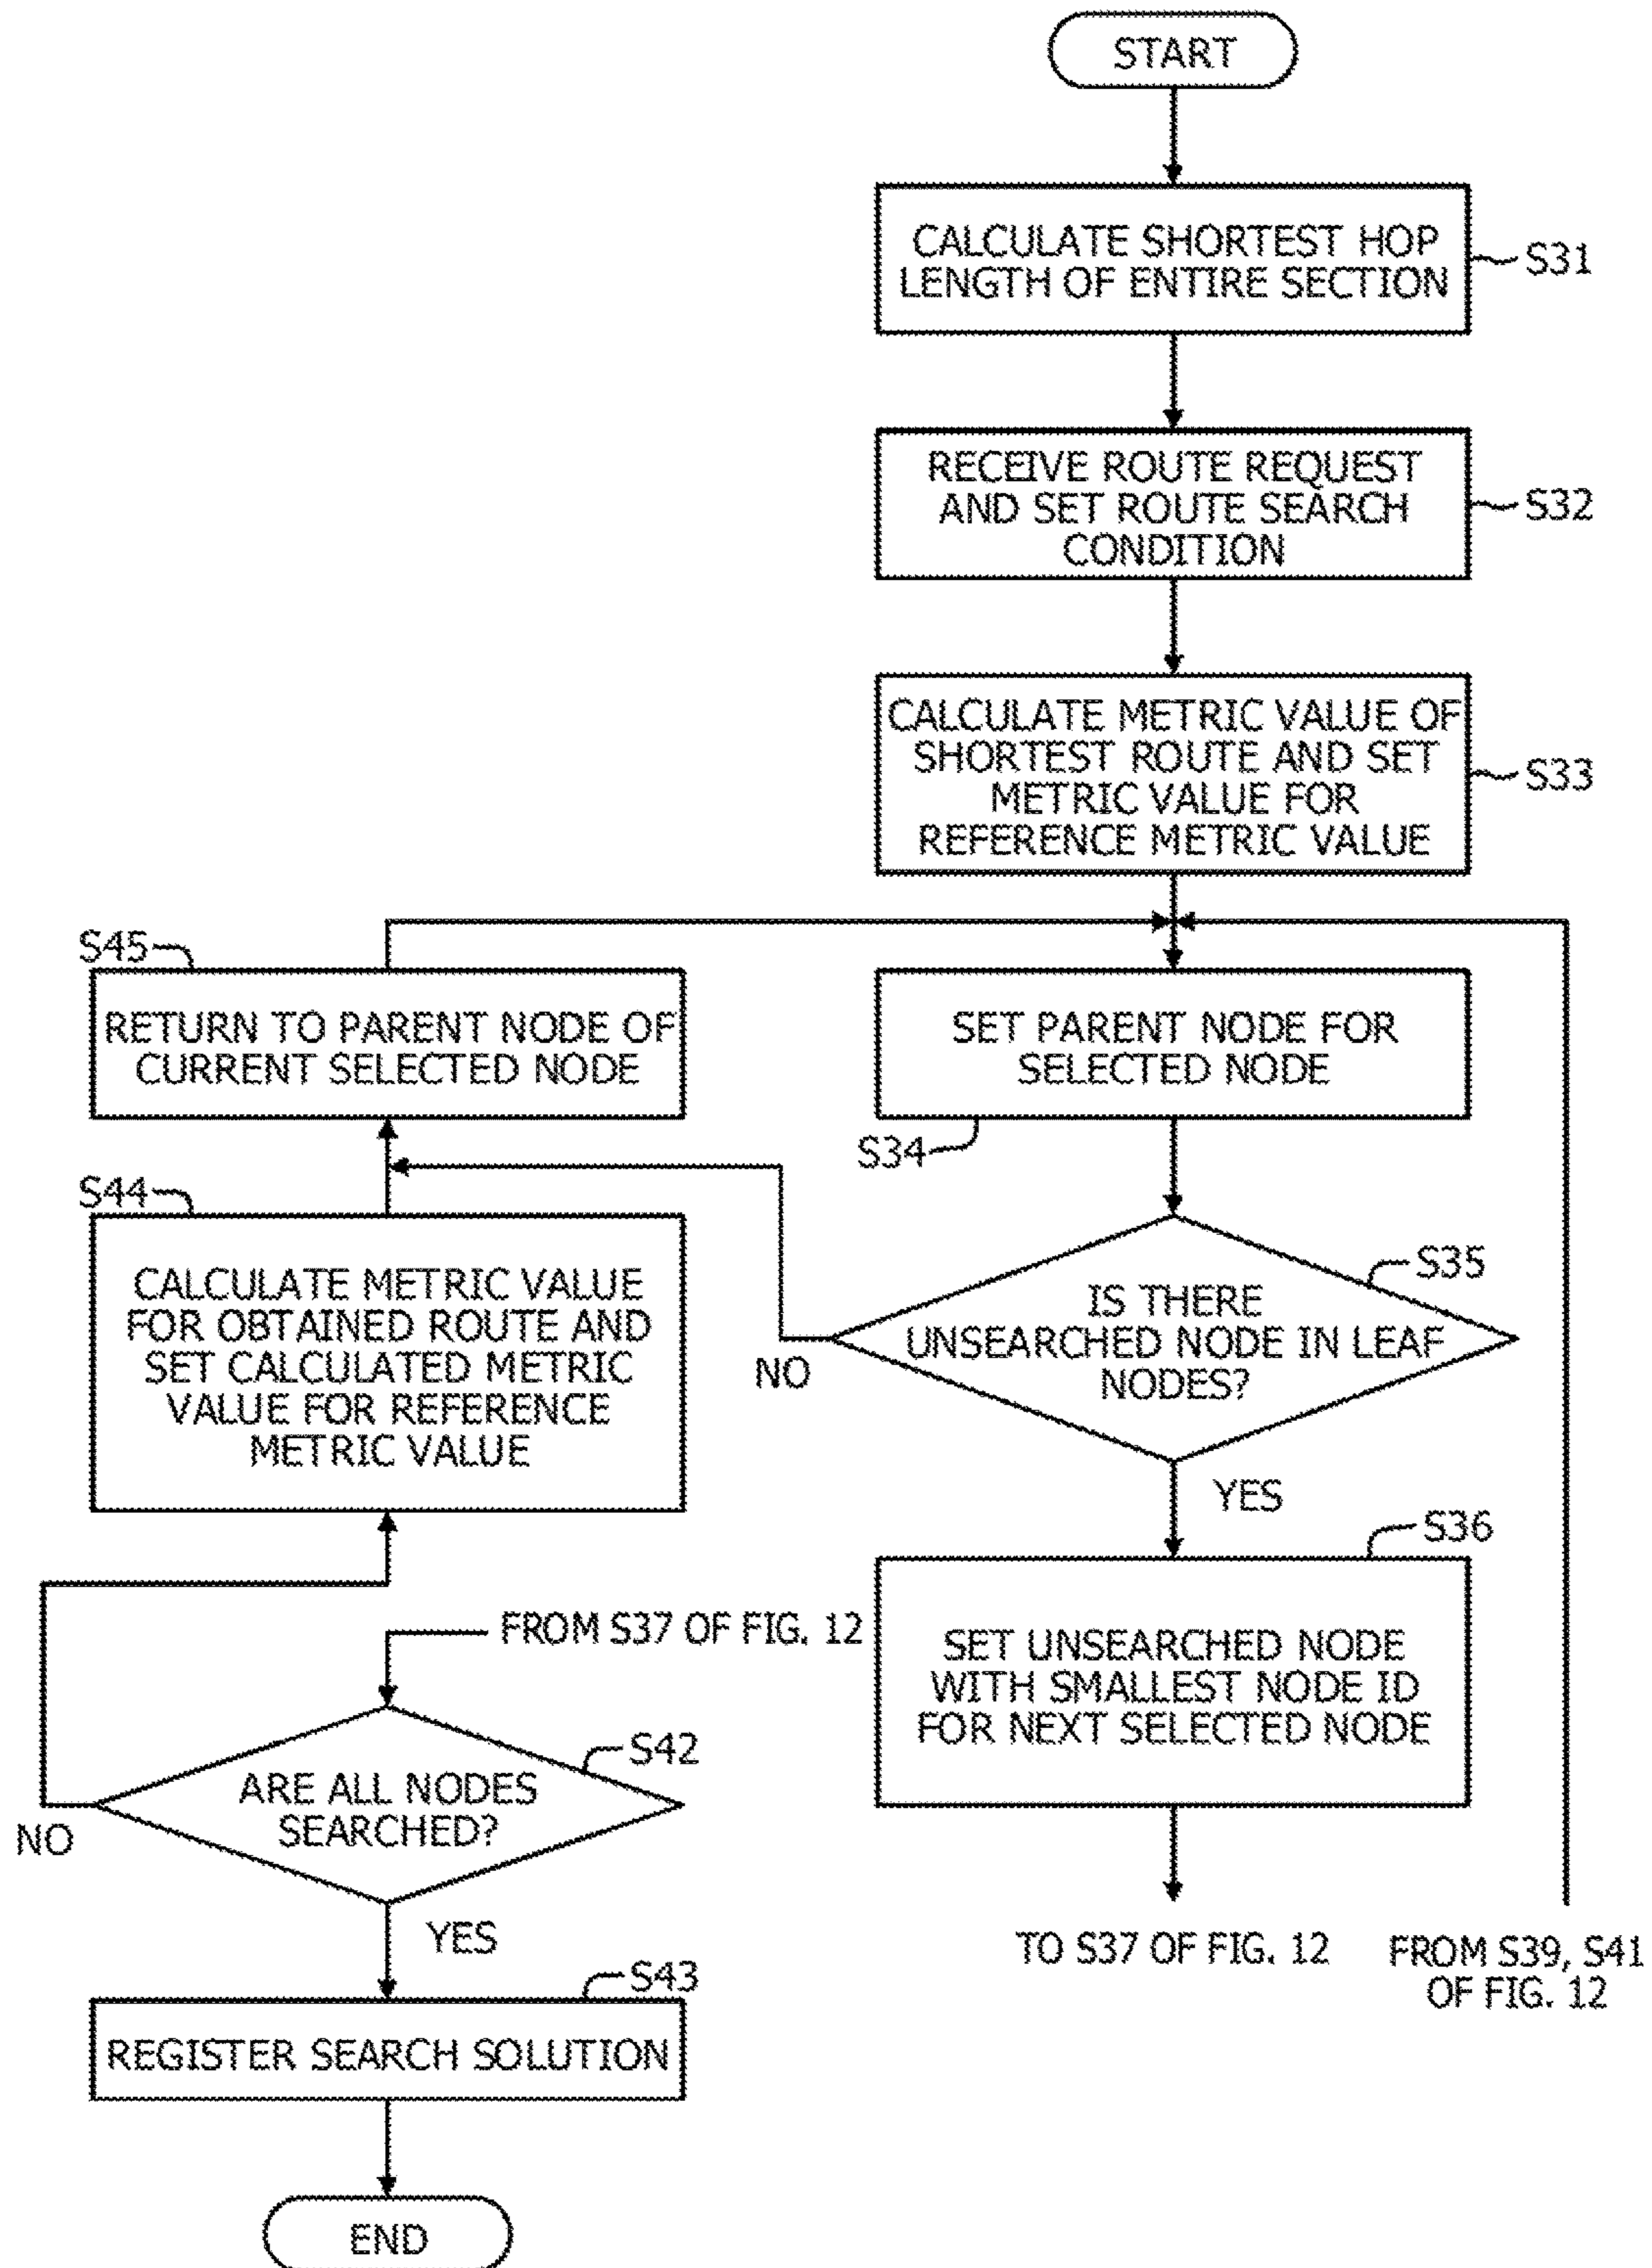 START
CALCULATE SHORTEST HOP
LENGTH OF ENTIRE SECTION
S31
RECEIVE ROUTE REQUEST
AND SET ROUTE SEARCH
CONDITION
S32
CALCULATE METRIC VALUE OF
SHORTEST ROUTE AND SET
METRIC VALUE FOR
REFERENCE METRIC VALUE
S33
S45
RETURN TO PARENT NODE OF
CURRENT SELECTED NODE
SET PARENT NODE FOR
SELECTED NODE
S34
S44
CALCULATE METRIC VALUE
FOR OBTAINED ROUTE AND
SET CALCULATED METRIC
VALUE FOR REFERENCE
METRIC VALUE
S35
IS THERE
UNSEARCHED NODE IN LEAF
NODES?
NO
YES
S36
SET UNSEARCHED NODE
WITH SMALLEST NODE ID
FOR NEXT SELECTED NODE
FROM S37 OF FIG. 12
S42
ARE ALL NODES
SEARCHED?
NO
YES
TO S37 OF FIG. 12
FROM S39, S41
OF FIG. 12
S43
REGISTER SEARCH SOLUTION
END